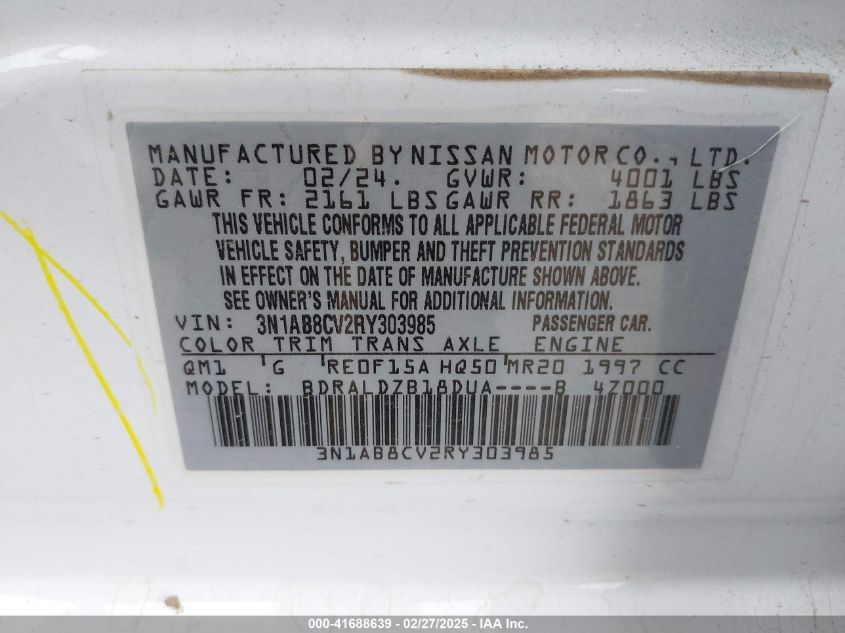 MANUFACTURED BY NISSAN MOTOR CO., LTD.
DATE: 02/24. GVWR: 4001 LBS
GAWR FR: 2161 LBS GAWR RR: 1863 LBS
THIS VEHICLE CONFORMS TO ALL APPLICABLE FEDERAL MOTOR
VEHICLE SAFETY, BUMPER AND THEFT PREVENTION STANDARDS
IN EFFECT ON THE DATE OF MANUFACTURE SHOWN ABOVE.
SEE OWNER'S MANUAL FOR ADDITIONAL INFORMATION.
VIN: 3N1AB8CV2RY303985 PASSENGER CAR.
COLOR TRIM TRANS AXLE ENGINE
QM1 G RE0F15A HQ50 MR20 1997 CC
MODEL: BDRALDZB18DUA----B 4Z000
3N1AB8CV2RY303985
000-41688639 - 02/27/2025 - IAA Inc.